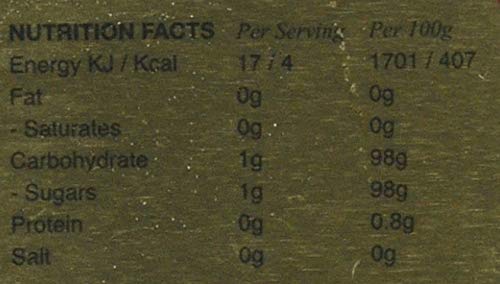 NUTRITION FACTS Per Serving Per 100g
Energy KJ / Kcal 17 / 4 1701 / 407
Fat 0g 0g
- Saturates 0g 0g
Carbohydrate 1g 98g
- Sugars 1g 98g
Protein 0g 0.8g
Salt 0g 0g